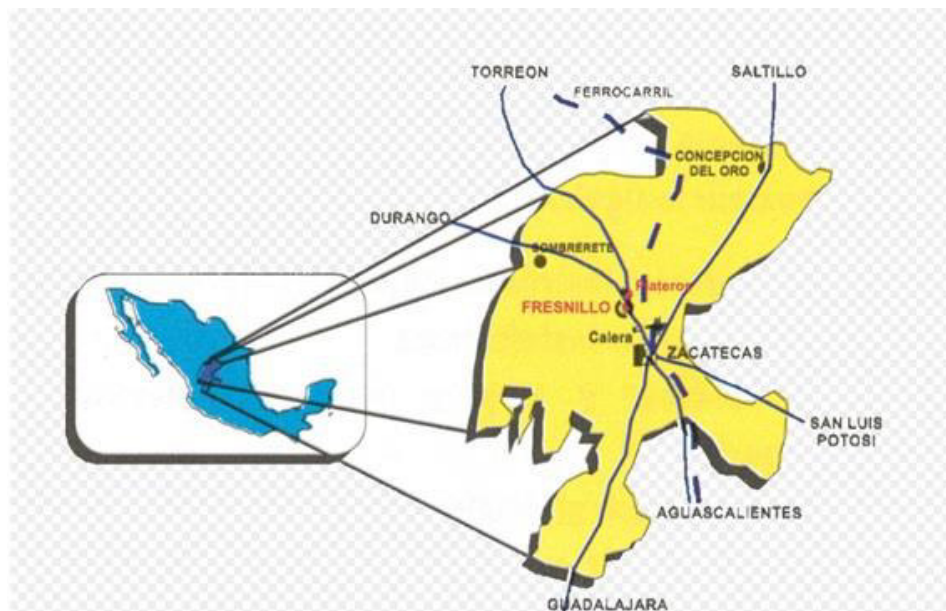 TORREON
SALTILLO
FERROCARRIL
CONCEPCION
DEL ORO
DURANGO
SOMBRERETE
Plateros
FRESNILLO
Calera
ZACATECAS
SAN LUIS
POTOSI
AGUASCALIENTES
GUADALAJARA